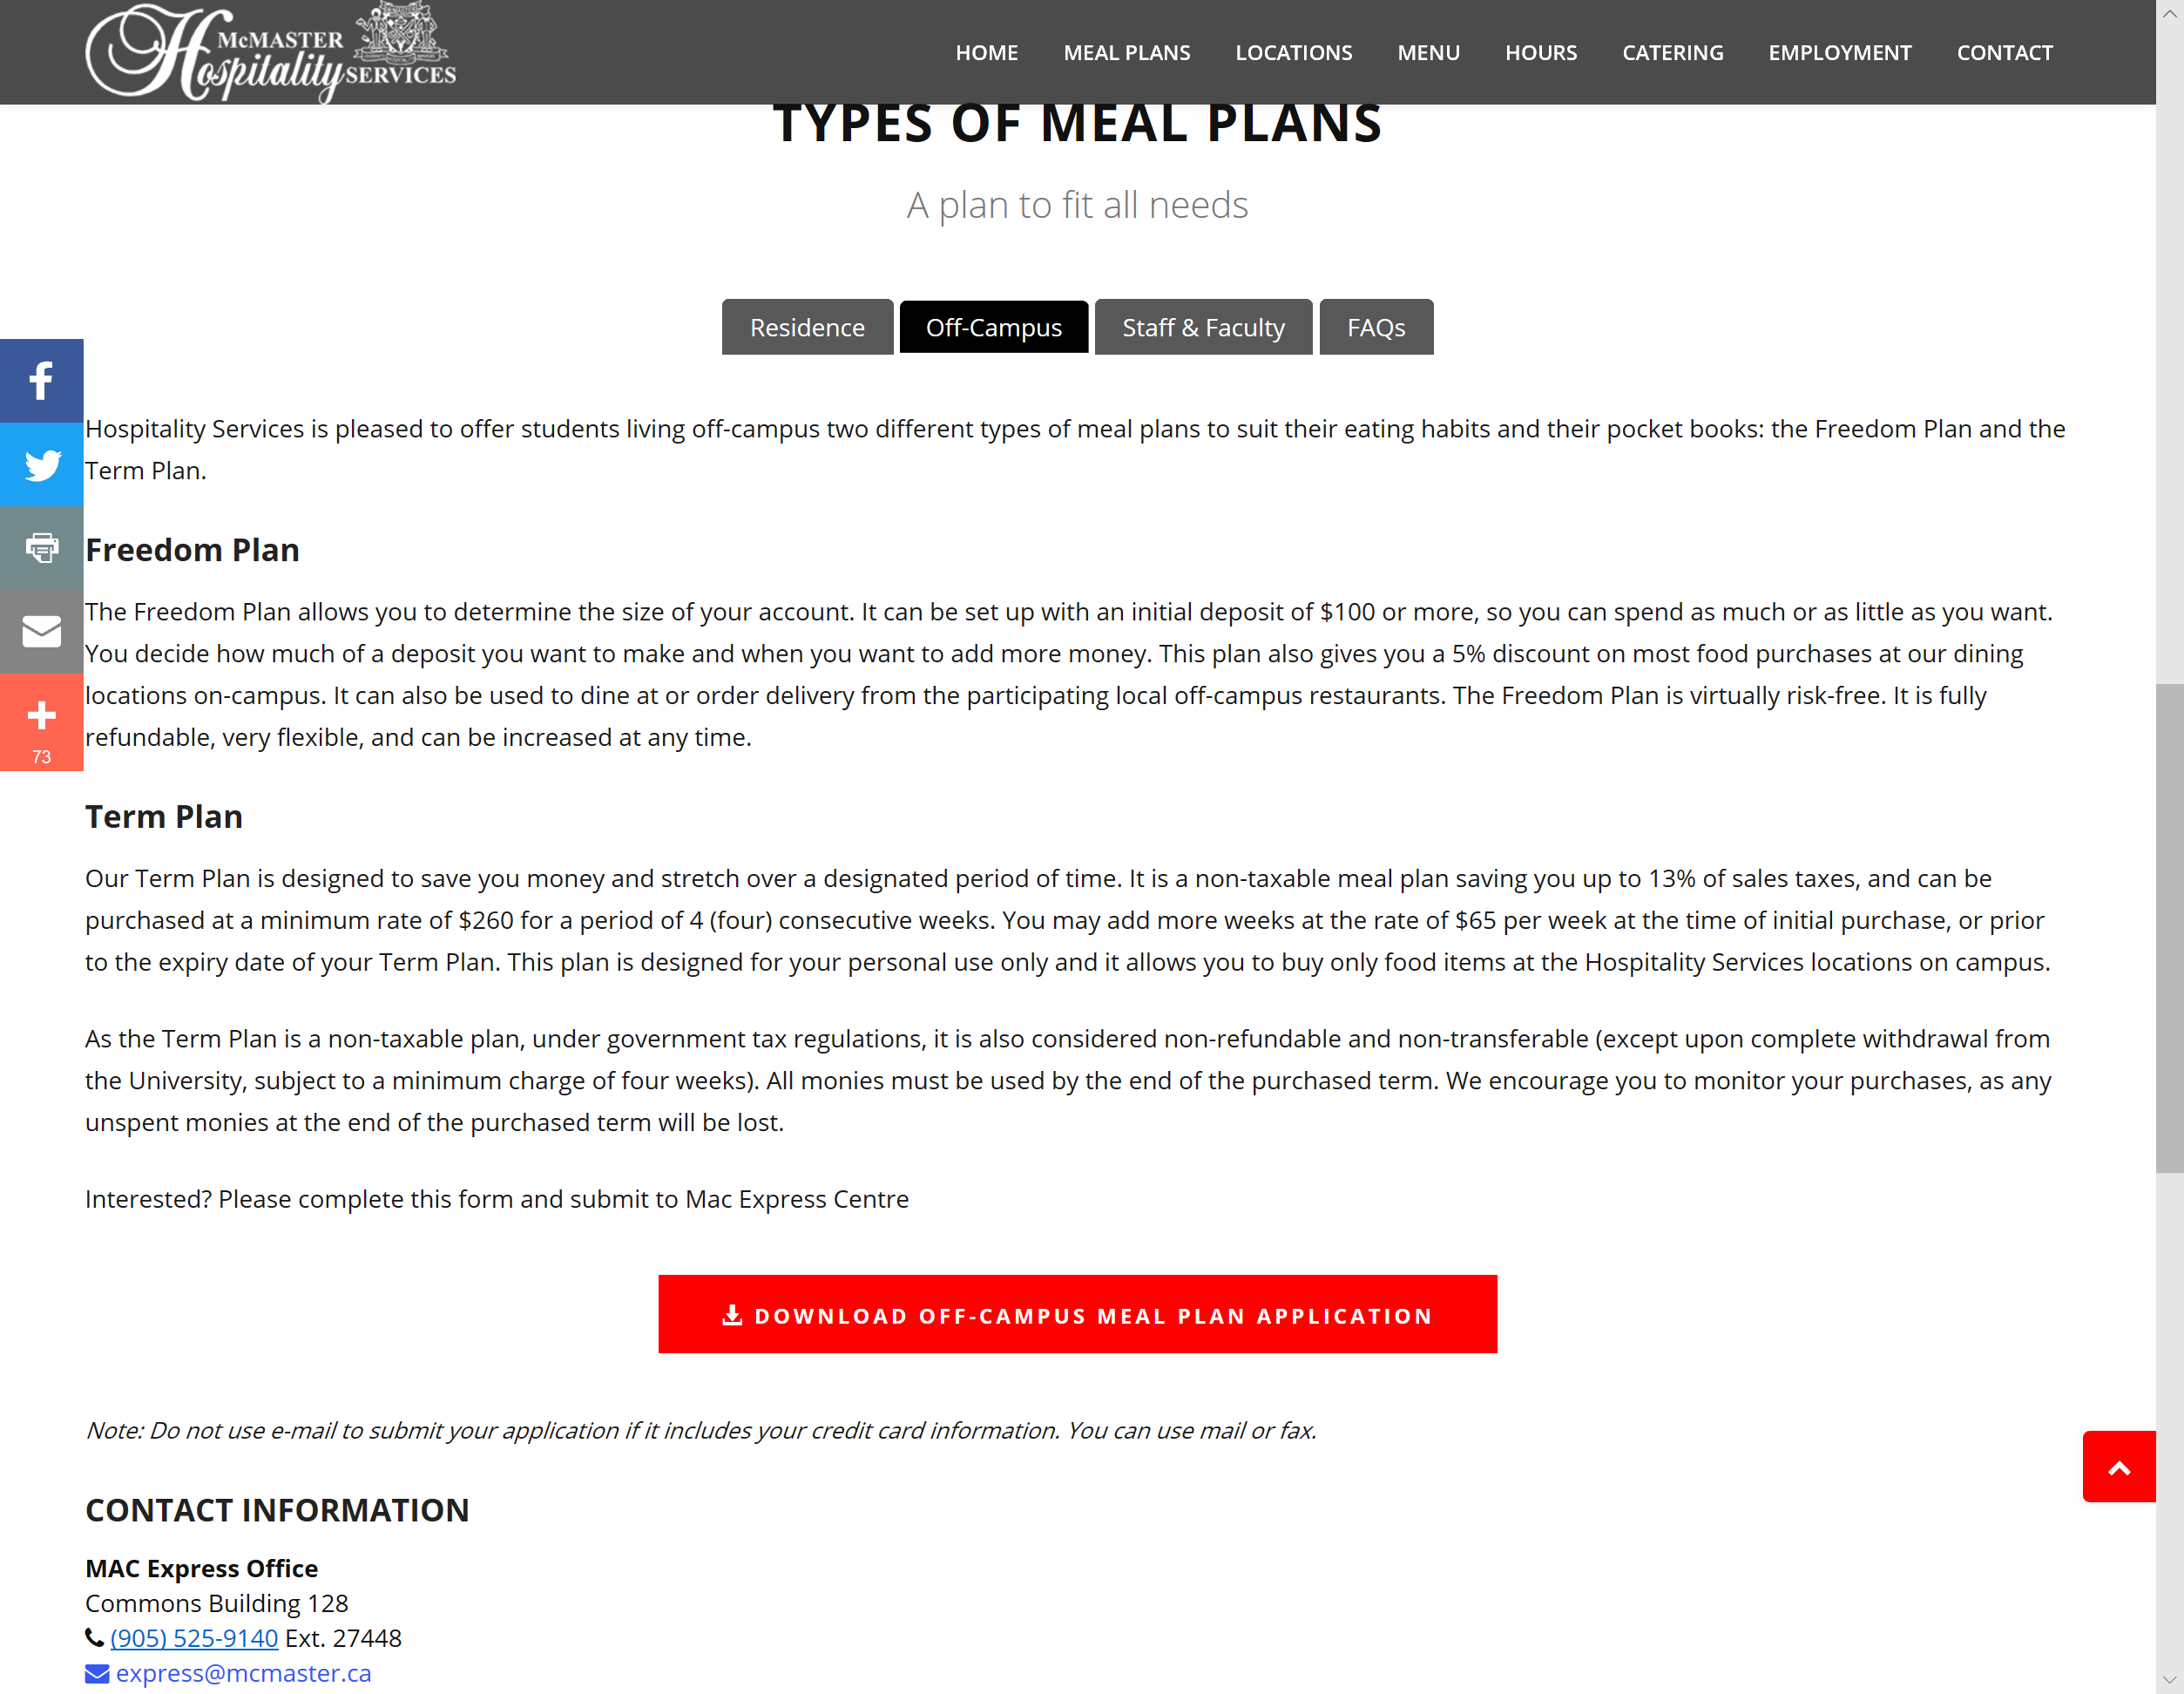 McMASTER
Hospitality SERVICES
HOME MEAL PLANS LOCATIONS MENU HOURS CATERING EMPLOYMENT CONTACT
TYPES OF MEAL PLANS
A plan to fit all needs
Residence Off-Campus Staff & Faculty FAQs
Hospitality Services is pleased to offer students living off-campus two different types of meal plans to suit their eating habits and their pocket books: the Freedom Plan and the
Term Plan.
Freedom Plan
The Freedom Plan allows you to determine the size of your account. It can be set up with an initial deposit of $100 or more, so you can spend as much or as little as you want.
You decide how much of a deposit you want to make and when you want to add more money. This plan also gives you a 5% discount on most food purchases at our dining
locations on-campus. It can also be used to dine at or order delivery from the participating local off-campus restaurants. The Freedom Plan is virtually risk-free. It is fully
refundable, very flexible, and can be increased at any time.
73
Term Plan
Our Term Plan is designed to save you money and stretch over a designated period of time. It is a non-taxable meal plan saving you up to 13% of sales taxes, and can be
purchased at a minimum rate of $260 for a period of 4 (four) consecutive weeks. You may add more weeks at the rate of $65 per week at the time of initial purchase, or prior
to the expiry date of your Term Plan. This plan is designed for your personal use only and it allows you to buy only food items at the Hospitality Services locations on campus.
As the Term Plan is a non-taxable plan, under government tax regulations, it is also considered non-refundable and non-transferable (except upon complete withdrawal from
the University, subject to a minimum charge of four weeks). All monies must be used by the end of the purchased term. We encourage you to monitor your purchases, as any
unspent monies at the end of the purchased term will be lost.
Interested? Please complete this form and submit to Mac Express Centre
DOWNLOAD OFF-CAMPUS MEAL PLAN APPLICATION
Note: Do not use e-mail to submit your application if it includes your credit card information. You can use mail or fax.
CONTACT INFORMATION
MAC Express Office
Commons Building 128
(905) 525-9140 Ext. 27448
express@mcmaster.ca